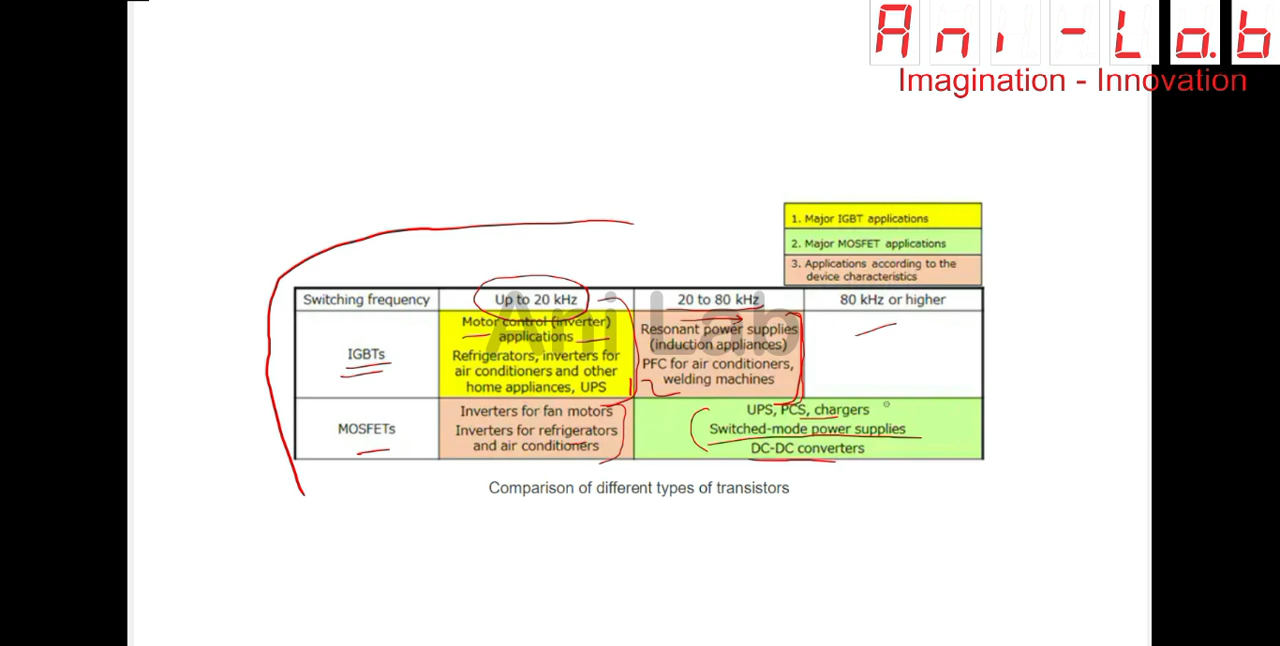 Ani-Lab
Imagination - Innovation
1. Major IGBT applications
2. Major MOSFET applications
3. Applications according to the
device characteristics
Switching frequency
Up to 20 kHz
20 to 80 kHz
80 kHz or higher
IGBTs
Motor control (inverter)
applications
Refrigerators, inverters for
air conditioners and other
home appliances, UPS
Resonant power supplies
(induction appliances)
PFC for air conditioners,
welding machines
MOSFETs
Inverters for fan motors
Inverters for refrigerators
and air conditioners
UPS, PCS, chargers
Switched-mode power supplies
DC-DC converters
Ani Lab
Comparison of different types of transistors